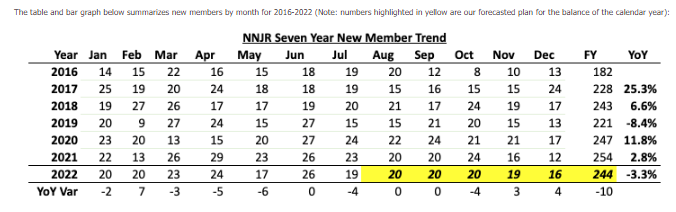 The table and bar graph below summarizes new members by month for 2016-2022 (Note: numbers highlighted in yellow are our forecasted plan for the balance of the calendar year):
NNJR Seven Year New Member Trend
Year Jan Feb Mar Apr May Jun Jul Aug Sep Oct Nov Dec FY YoY
2016 14 15 22 16 15 18 19 20 12 8 10 13 182
2017 25 19 20 24 18 18 19 15 16 15 15 24 228 25.3%
2018 19 27 26 17 17 19 20 21 17 24 19 17 243 6.6%
2019 20 9 27 24 15 27 15 15 21 20 15 13 221 -8.4%
2020 23 20 13 15 20 27 24 22 24 21 21 17 247 11.8%
2021 22 13 26 29 23 26 23 20 20 24 16 12 254 2.8%
2022 20 20 23 24 17 26 19 20 20 20 19 16 244 -3.3%
YoY Var -2 7 -3 -5 -6 0 -4 0 0 -4 3 4 -10